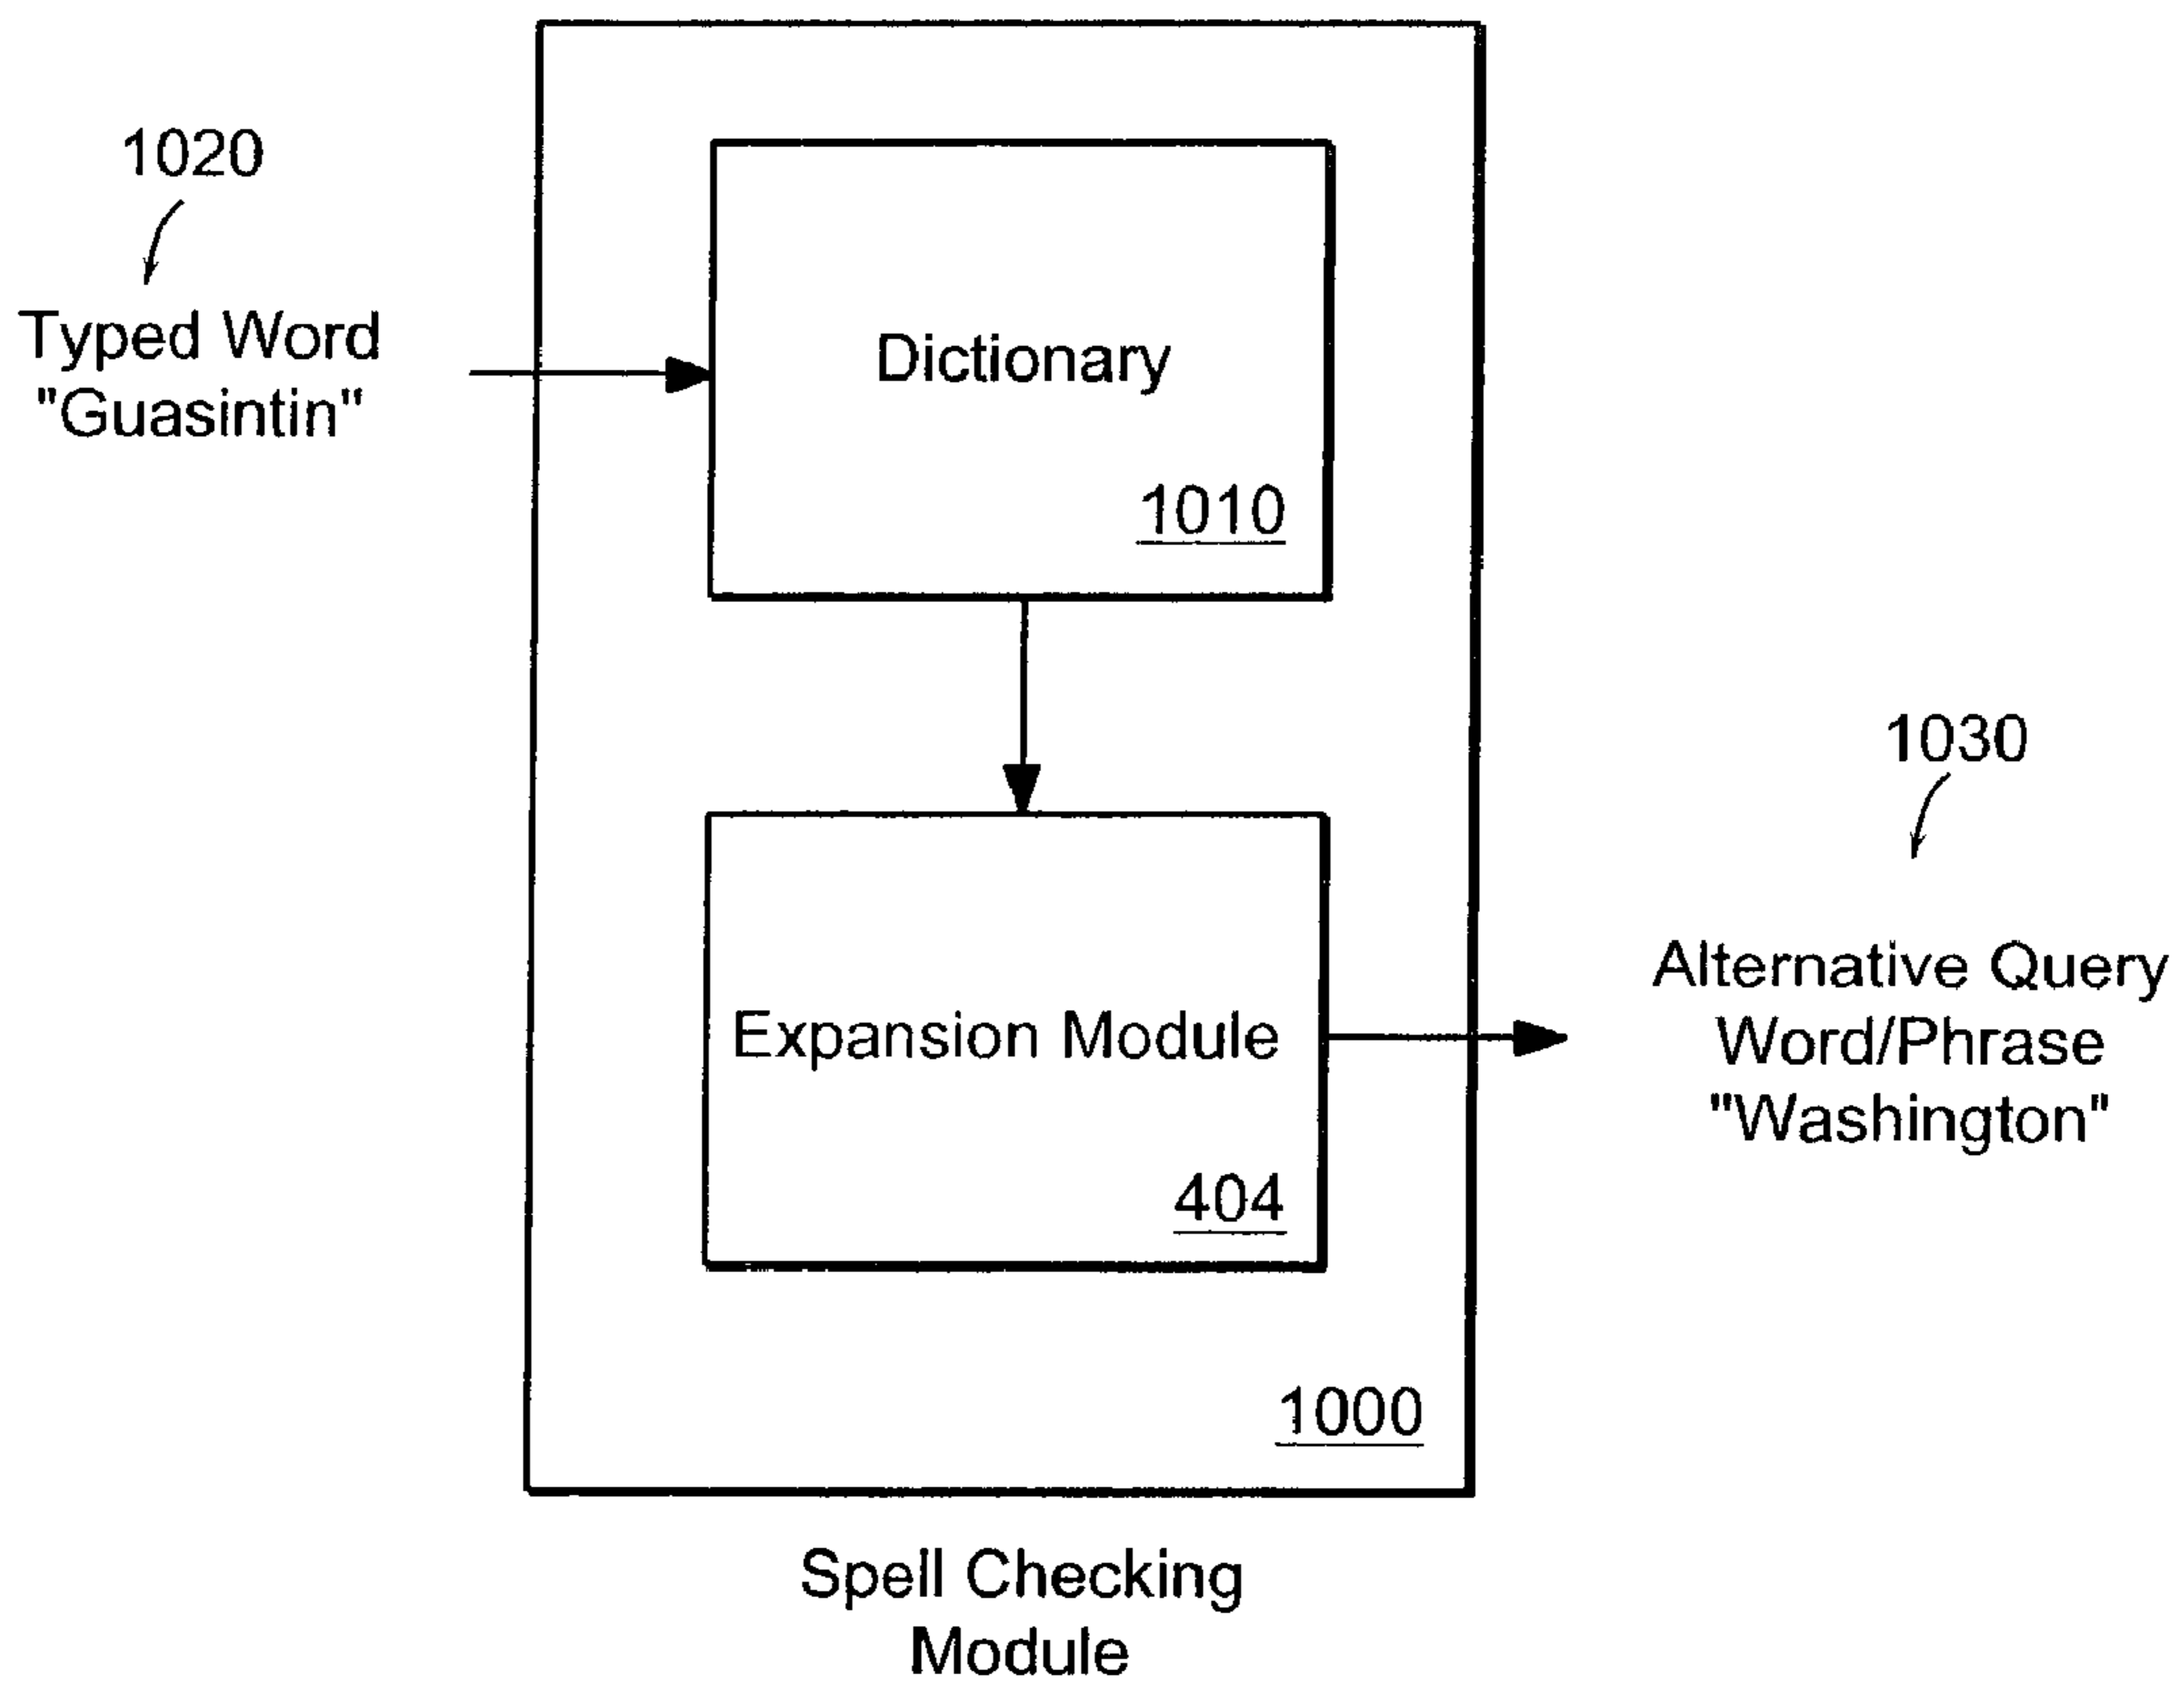 1020
Typed Word
"Guasintin"
Dictionary
1010
1030
Alternative Query
Word/Phrase
"Washington"
Expansion Module
404
1000
Spell Checking
Module